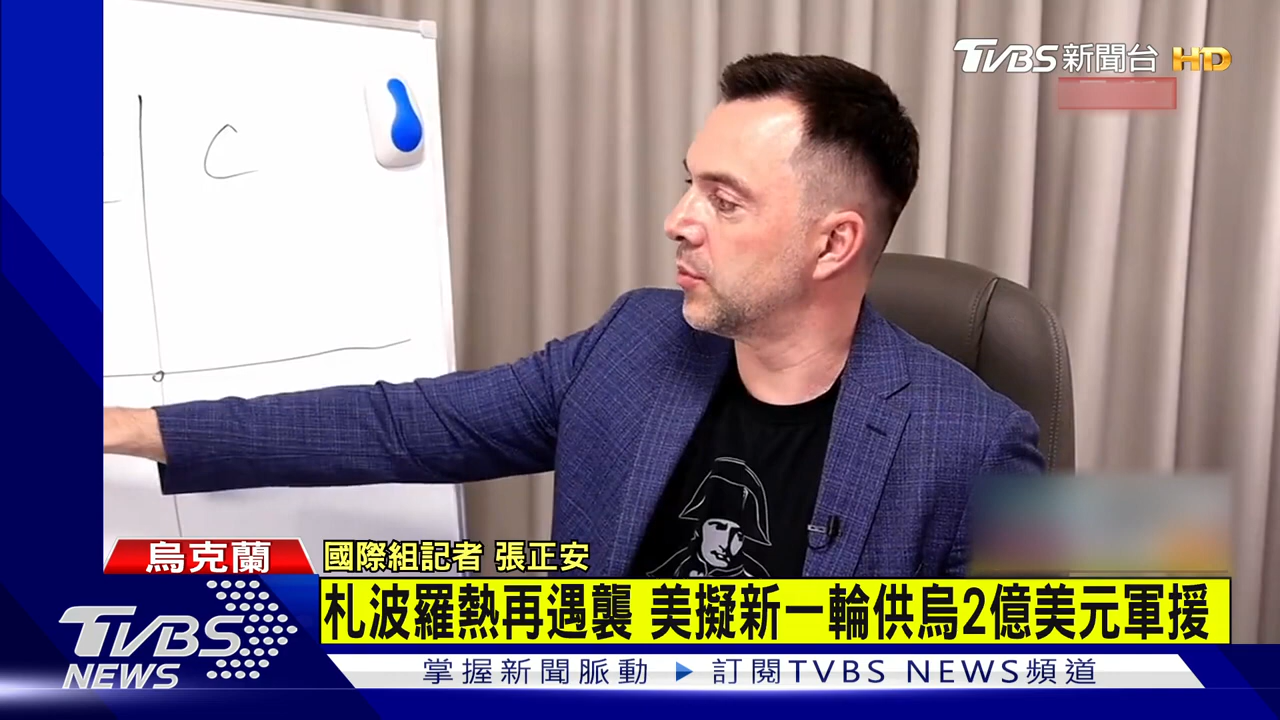 TVBS新聞台 HD
C
烏克蘭
國際組記者 張正安
札波羅熱再遇襲 美擬新一輪供烏2億美元軍援
TVBS NEWS
掌握新聞脈動 ▶ 訂閱TVBS NEWS頻道